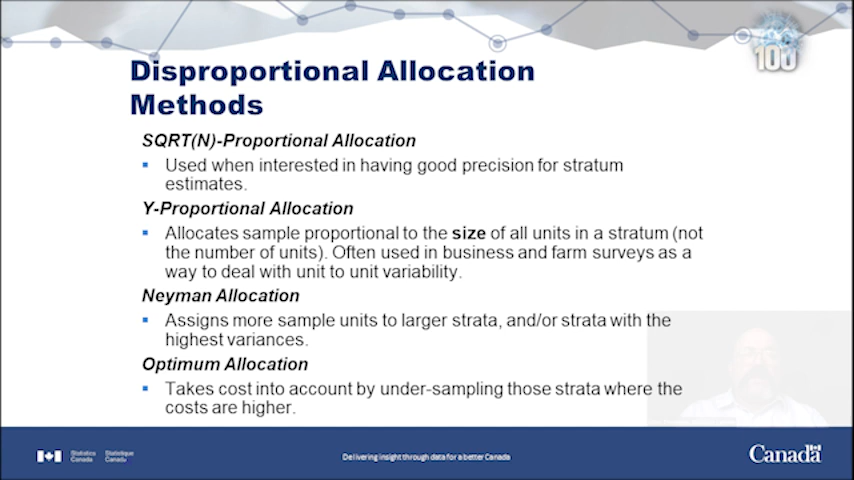 100
Disproportional Allocation
Methods
SQRT(N)-Proportional Allocation
▪ Used when interested in having good precision for stratum
estimates.
Y-Proportional Allocation
▪ Allocates sample proportional to the size of all units in a stratum (not
the number of units). Often used in business and farm surveys as a
way to deal with unit to unit variability.
Neyman Allocation
▪ Assigns more sample units to larger strata, and/or strata with the
highest variances.
Optimum Allocation
▪ Takes cost into account by under-sampling those strata where the
costs are higher.
Statistics Statistique
Canada Canada
Delivering insight through data for a better Canada
Canada